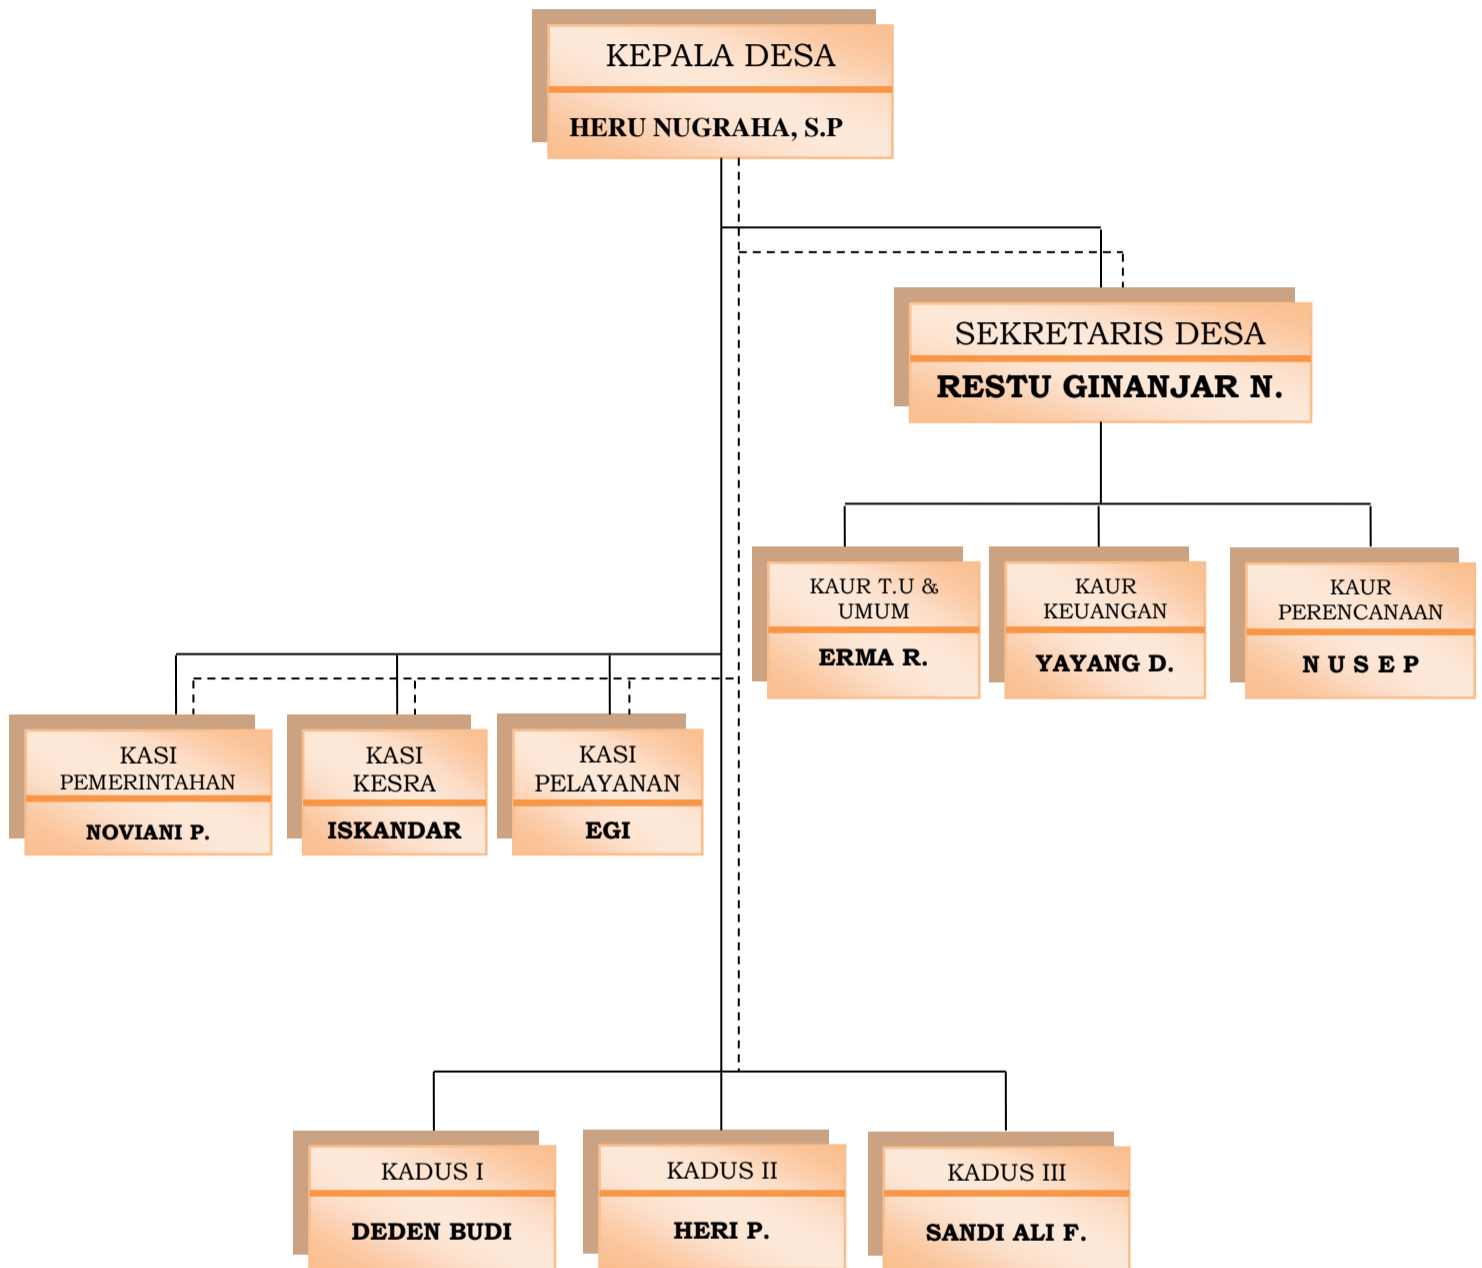 KEPALA DESA
HERU NUGRAHA, S.P
SEKRETARIS DESA
RESTU GINANJAR N.
KAUR T.U &
UMUM
ERMA R.
KAUR
KEUANGAN
YAYANG D.
KAUR
PERENCANAAN
N U S E P
KASI
PEMERINTAHAN
NOVIANI P.
KASI
KESRA
ISKANDAR
KASI
PELAYANAN
EGI
KADUS I
DEDEN BUDI
KADUS II
HERI P.
KADUS III
SANDI ALI F.